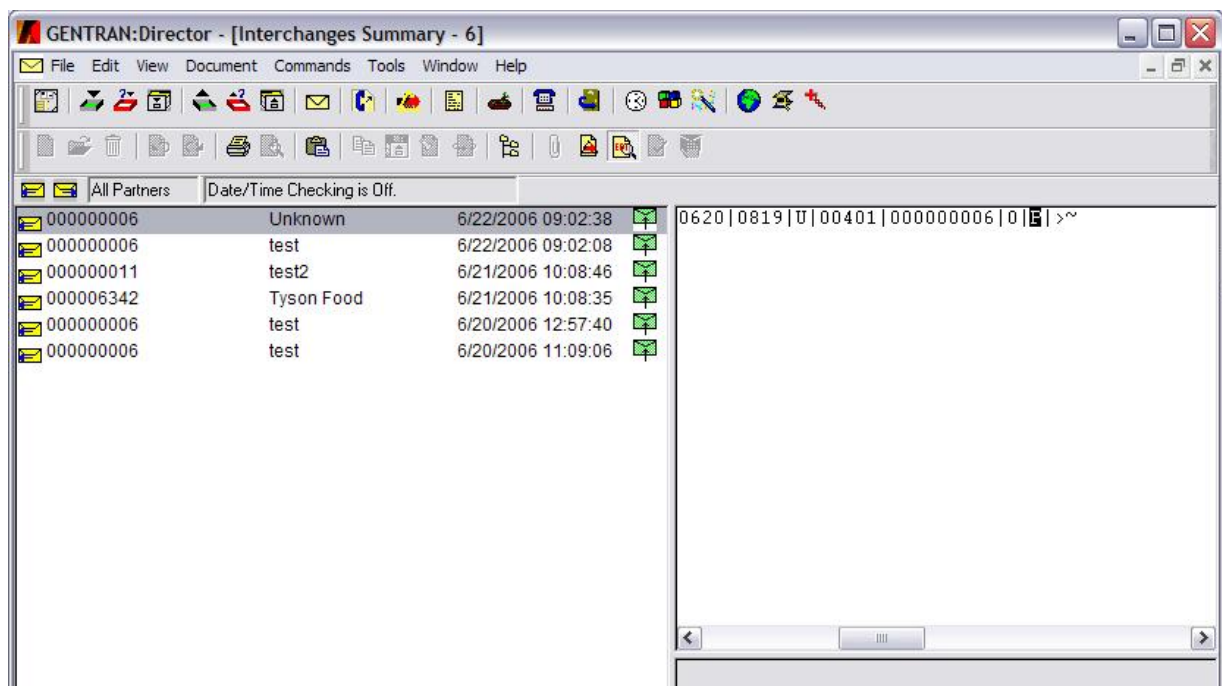 GENTRAN:Director - [Interchanges Summary - 6]
File Edit View Document Commands Tools Window Help
All Partners Date/Time Checking is Off.
000000006 Unknown 6/22/2006 09:02:38
000000006 test 6/22/2006 09:02:08
000000011 test2 6/21/2006 10:08:46
000006342 Tyson Food 6/21/2006 10:08:35
000000006 test 6/20/2006 12:57:40
000000006 test 6/20/2006 11:09:06
0620|0819|U|00401|000000006|0|P|>~